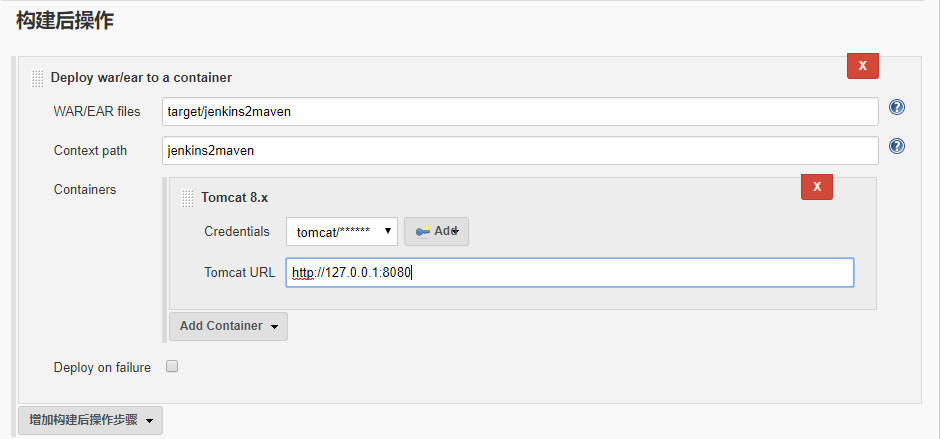 构建后操作
X
Deploy war/ear to a container
WAR/EAR files target/jenkins2maven ?
Context path jenkins2maven ?
Containers
X
Tomcat 8.x
Credentials tomcat/****** Add
Tomcat URL http://127.0.0.1:8080
Add Container
Deploy on failure
增加构建后操作步骤